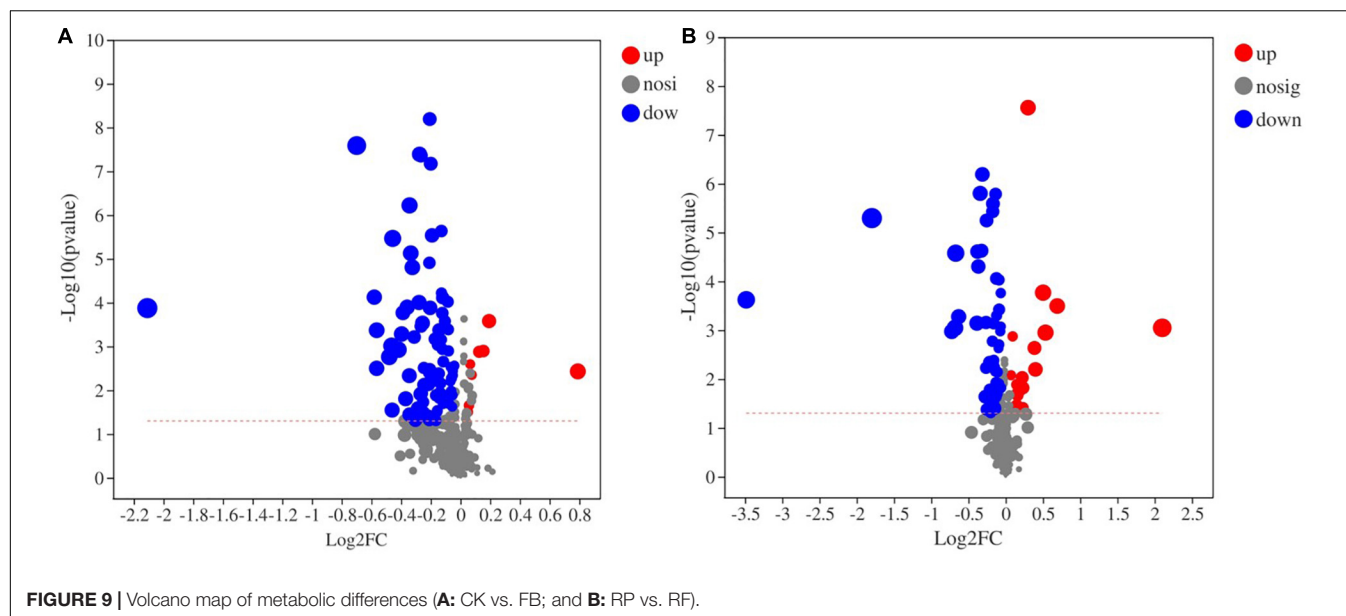 A
10
9
8
7
6
5
4
3
2
1
0
-Log10(pvalue)
-2.2 -2 -1.8 -1.6 -1.4 -1.2 -1 -0.8 -0.6 -0.4 -0.2 0 0.2 0.4 0.6 0.8
Log2FC
up
nosi
dow
B
9
8
7
6
5
4
3
2
1
0
-Log10(pvalue)
-3.5 -3 -2.5 -2 -1.5 -1 -0.5 0 0.5 1 1.5 2 2.5
Log2FC
up
nosig
down
FIGURE 9 | Volcano map of metabolic differences (A: CK vs. FB; and B: RP vs. RF).